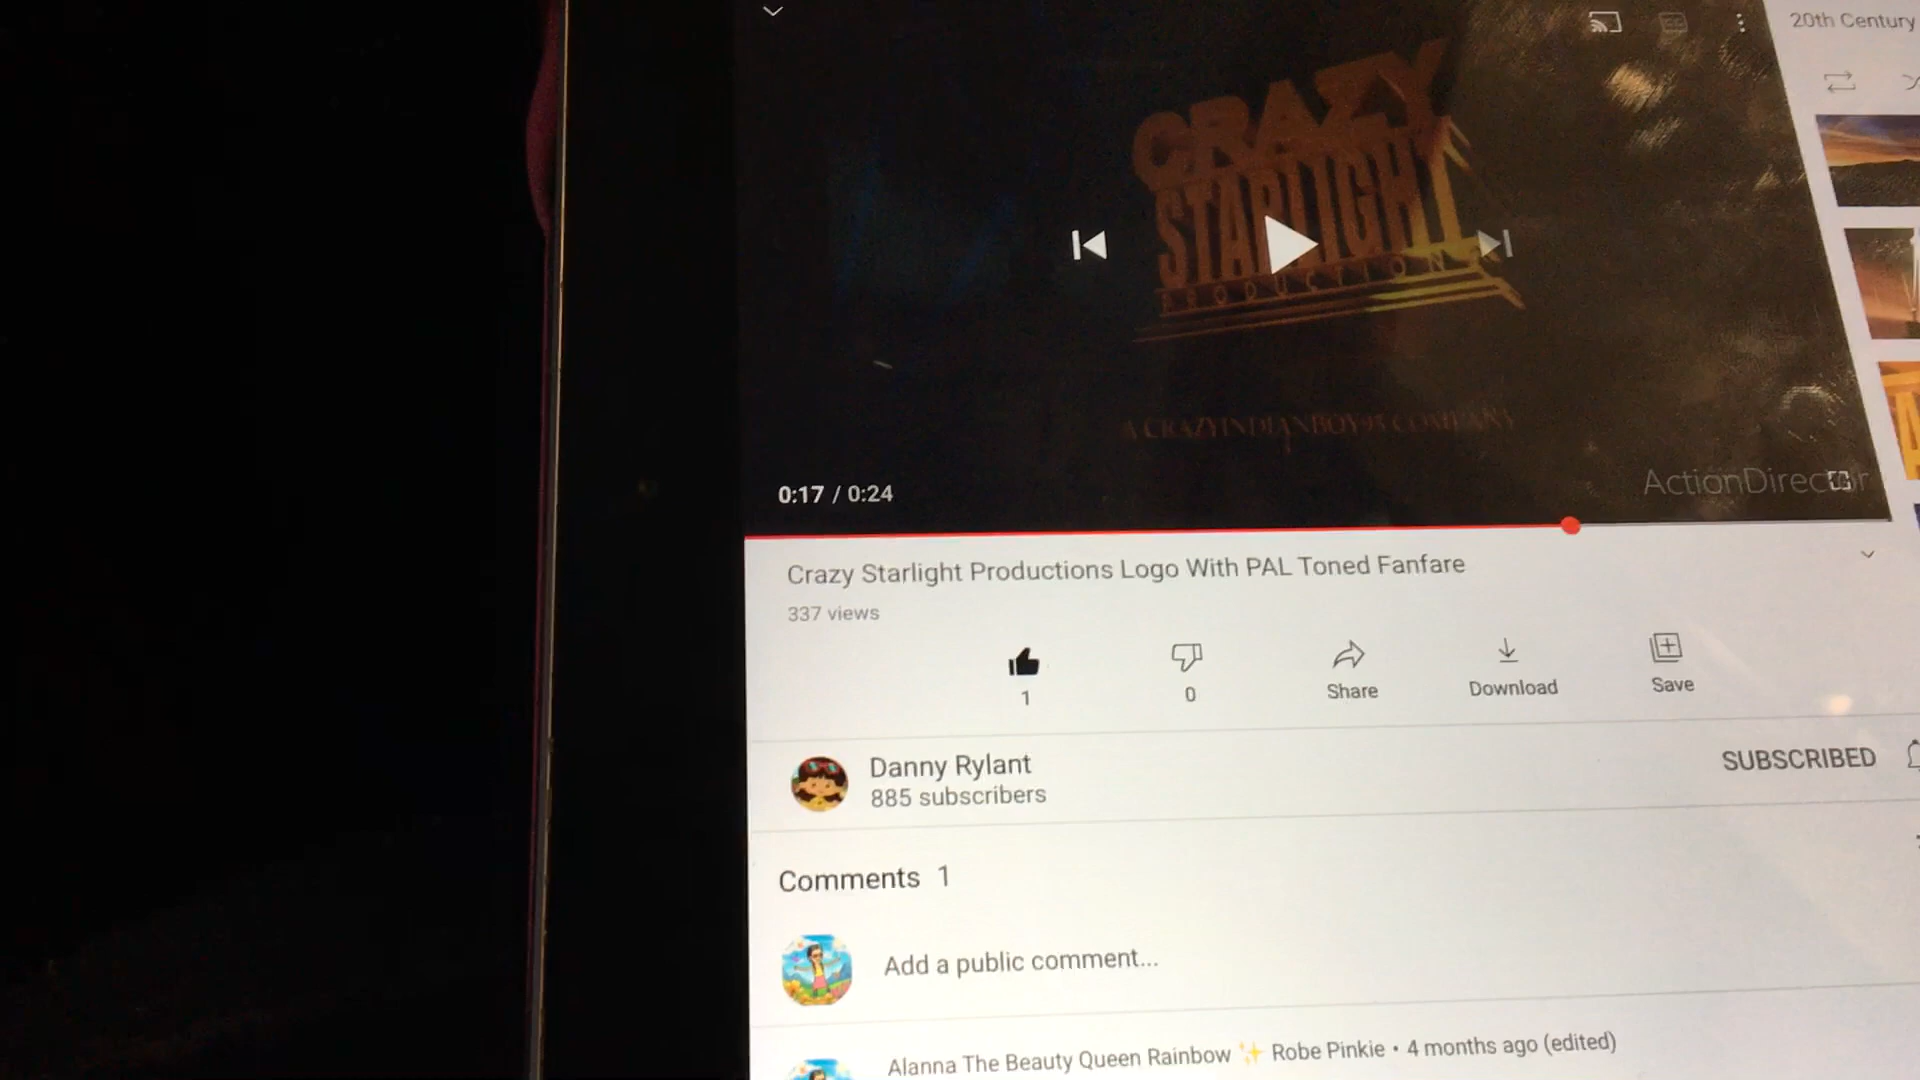 20th Century
CRAZY
STARLIGHT
PRODUCTIONS
A CRAZYINDIANBOY93 COMPANY
ActionDirector
0:17 / 0:24
Crazy Starlight Productions Logo With PAL Toned Fanfare
337 views
1
0
Share
Download
Save
Danny Rylant
885 subscribers
SUBSCRIBED
Comments 1
Add a public comment...
Alanna The Beauty Queen Rainbow ✨ Robe Pinkie • 4 months ago (edited)